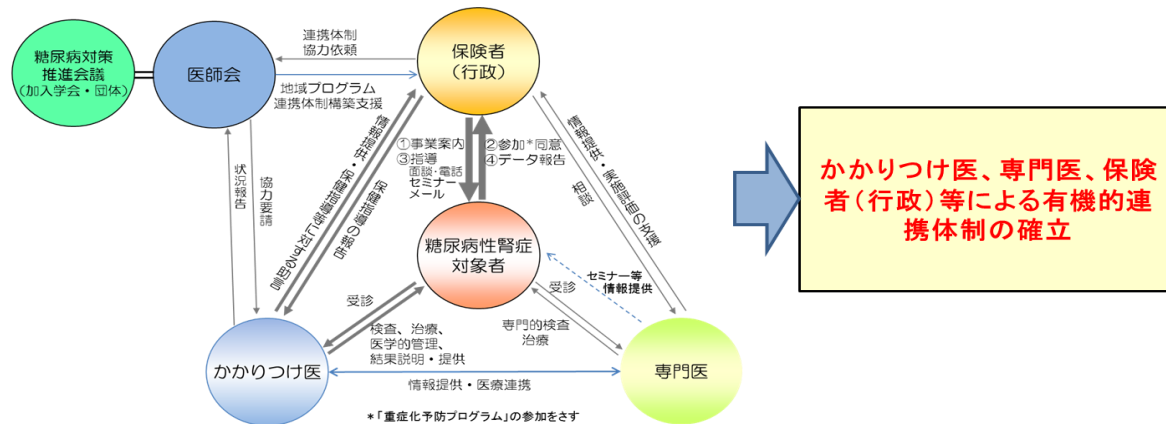 糖尿病対策
推進会議
(加入学会・団体)
医師会
連携体制
協力依頼
地域プログラム
連携体制構築支援
保険者
(行政)
①事業案内
③指導
面談・電話
セミナー
メール
②参加*同意
④データ報告
情報提供・保健指導等に対する助言
保健指導の報告
情報提供・実施評価の支援
相談
状況報告
協力要請
糖尿病性腎症
対象者
セミナー等
情報提供
受診
検査、治療、
医学的管理、
結果説明・提供
受診
専門的検査
治療
かかりつけ医
情報提供・医療連携
専門医
*「重症化予防プログラム」の参加をさす
かかりつけ医、専門医、保険
者(行政)等による有機的連
携体制の確立